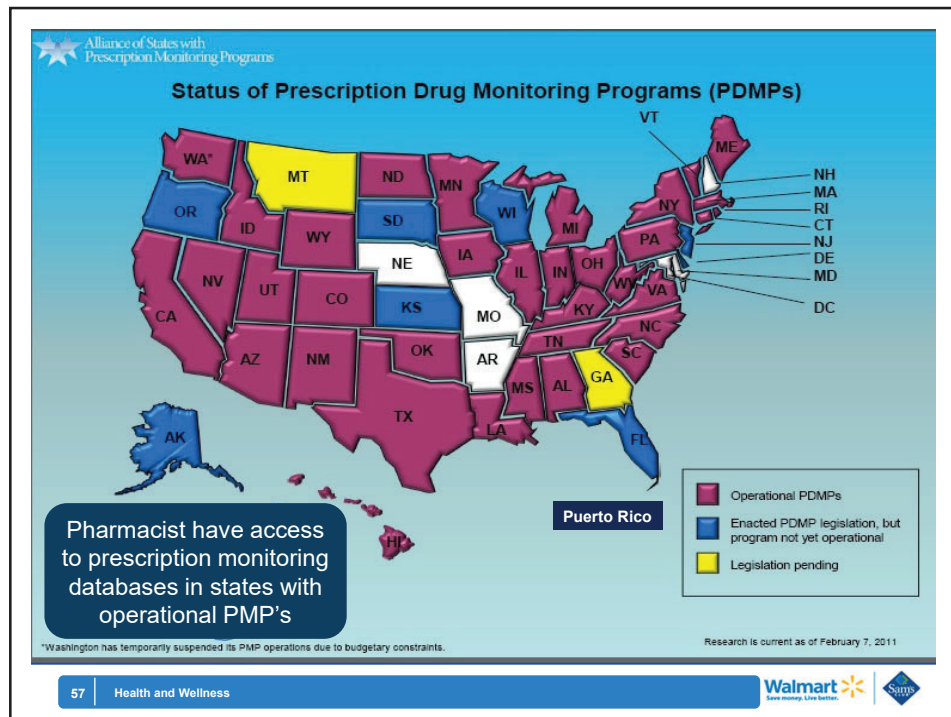 Alliance of States with
Prescription Monitoring Programs
Status of Prescription Drug Monitoring Programs (PDMPs)
VT
ME
WA*
MT
ND
MN
NH
MA
RI
CT
NJ
DE
MD
DC
OR
ID
WY
SD
WI
MI
NY
PA
NE
IA
IL
IN
OH
WV
VA
NV
UT
CO
KS
MO
KY
CA
NC
TN
SC
AZ
NM
OK
AR
MS
AL
GA
TX
LA
FL
AK
HI
Puerto Rico
Operational PDMPs
Enacted PDMP legislation, but
program not yet operational
Legislation pending
Pharmacist have access
to prescription monitoring
databases in states with
operational PMP's
*Washington has temporarily suspended its PMP operations due to budgetary constraints.
Research is current as of February 7, 2011
57 Health and Wellness
Walmart
Save money. Live better.
Sam's
CLUB